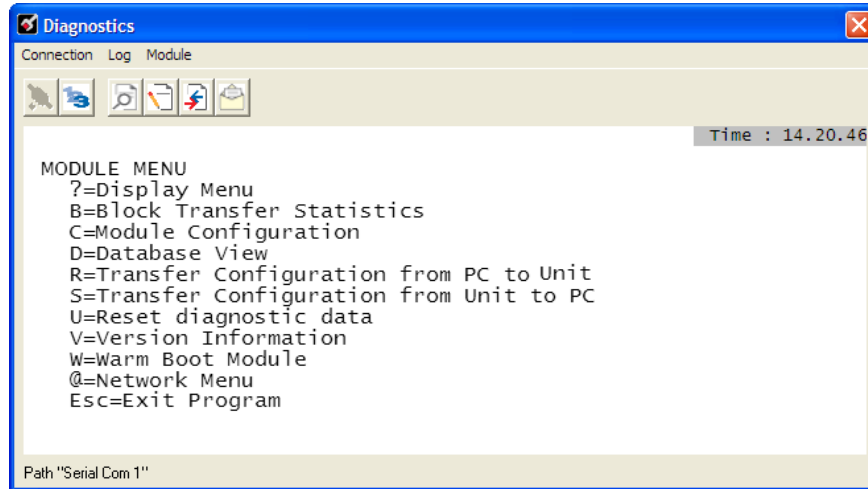 Diagnostics
Connection Log Module
Time : 14.20.46
MODULE MENU
?=Display Menu
B=Block Transfer Statistics
C=Module Configuration
D=Database View
R=Transfer Configuration from PC to Unit
S=Transfer Configuration from Unit to PC
U=Reset diagnostic data
V=Version Information
W=Warm Boot Module
@=Network Menu
Esc=Exit Program
Path "Serial Com 1"